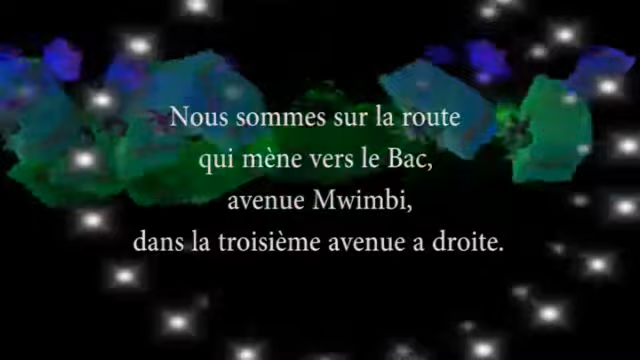 Nous sommes sur la route
qui mène vers le Bac,
avenue Mwimbi,
dans la troisième avenue a droite.